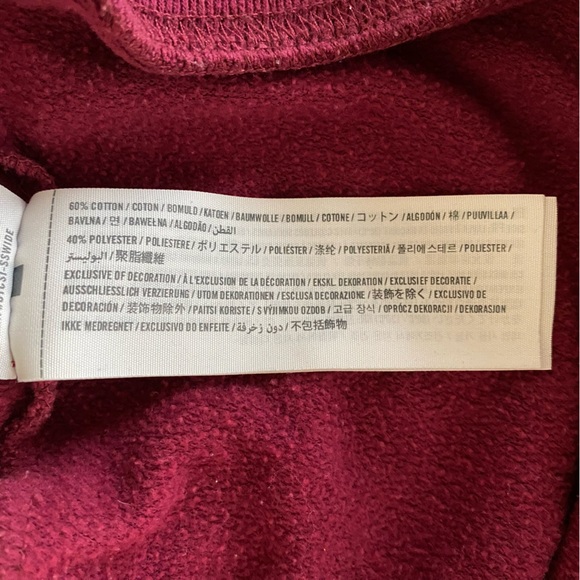 60% COTTON / COTON / BOMULD / KATOEN / BAUMWOLLE / BOMULL / COTONE / コットン / ALGODÓN / 棉 / PUUVILLAA /
BAVLNA / 면 / BAWEŁNA / ALGODÃO / القطن
40% POLYESTER / POLIESTERE / ポリエステル / POLIÉSTER / 涤纶 / POLYESTERIÄ / 폴리에스테르 / POLIESTER /
البوليستر / 聚脂纖維
EXCLUSIVE OF DECORATION / À L'EXCLUSION DE LA DÉCORATION / EKSKL. DEKORATION / EXCLUSIEF DECORATIE /
AUSSCHLIESSLICH VERZIERUNG / UTOM DEKORATIONEN / ESCLUSA DECORAZIONE / 装飾を除く / EXCLUSIVO DE
DECORACIÓN / 装饰物除外 / PAITSI KORISTE / S VÝJIMKOU OZDOB / 고급 장식 / OPRÓCZ DEKORACJI / DEKORASJON
IKKE MEDREGNET / EXCLUSIVO DO ENFEITE / دون زخرفة / 不包括飾物